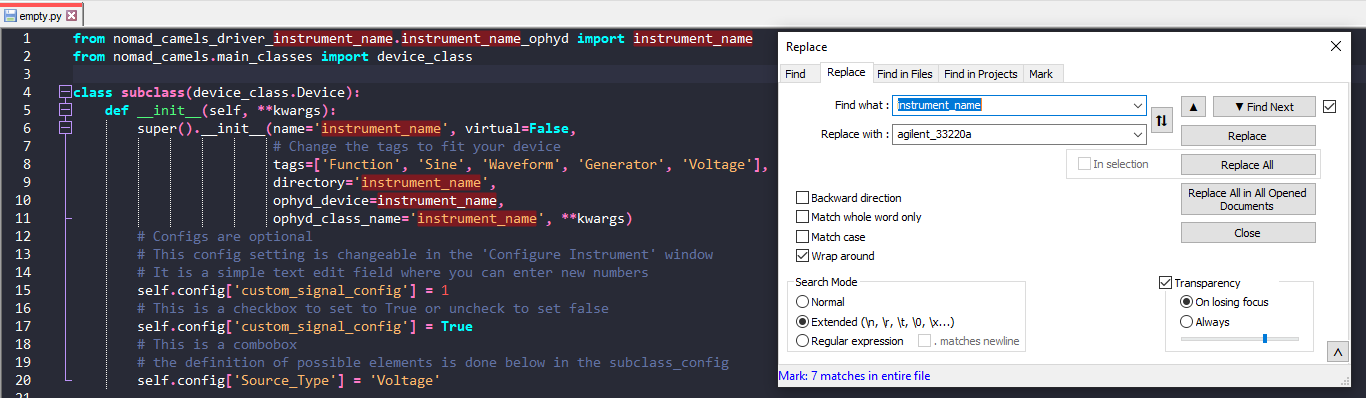 empty.py
1 from nomad_camels_driver_instrument_name.instrument_name_ophyd import instrument_name
2 from nomad_camels.main_classes import device_class
3
4 class subclass(device_class.Device):
5     def __init__(self, **kwargs):
6         super().__init__(name='instrument_name', virtual=False,
7                          # Change the tags to fit your device
8                          tags=['Function', 'Sine', 'Waveform', 'Generator', 'Voltage'],
9                          directory='instrument_name',
10                         ophyd_device=instrument_name,
11                         ophyd_class_name='instrument_name', **kwargs)
12        # Configs are optional
13        # This config setting is changeable in the 'Configure Instrument' window
14        # It is a simple text edit field where you can enter new numbers
15        self.config['custom_signal_config'] = 1
16        # This is a checkbox to set to True or uncheck to set false
17        self.config['custom_signal_config'] = True
18        # This is a combobox
19        # the definition of possible elements is done below in the subclass_config
20        self.config['Source_Type'] = 'Voltage'
21
Replace
Find Replace Find in Files Find in Projects Mark
Find what : instrument_name
▲ ▼ Find Next
Replace with : agilent_33220a
Replace
In selection
Replace All
Replace All in All Opened
Documents
Close
Backward direction
Match whole word only
Match case
Wrap around
Search Mode
Normal
Extended (\n, \r, \t, \0, \x...)
Regular expression
. matches newline
Transparency
On losing focus
Always
Mark: 7 matches in entire file